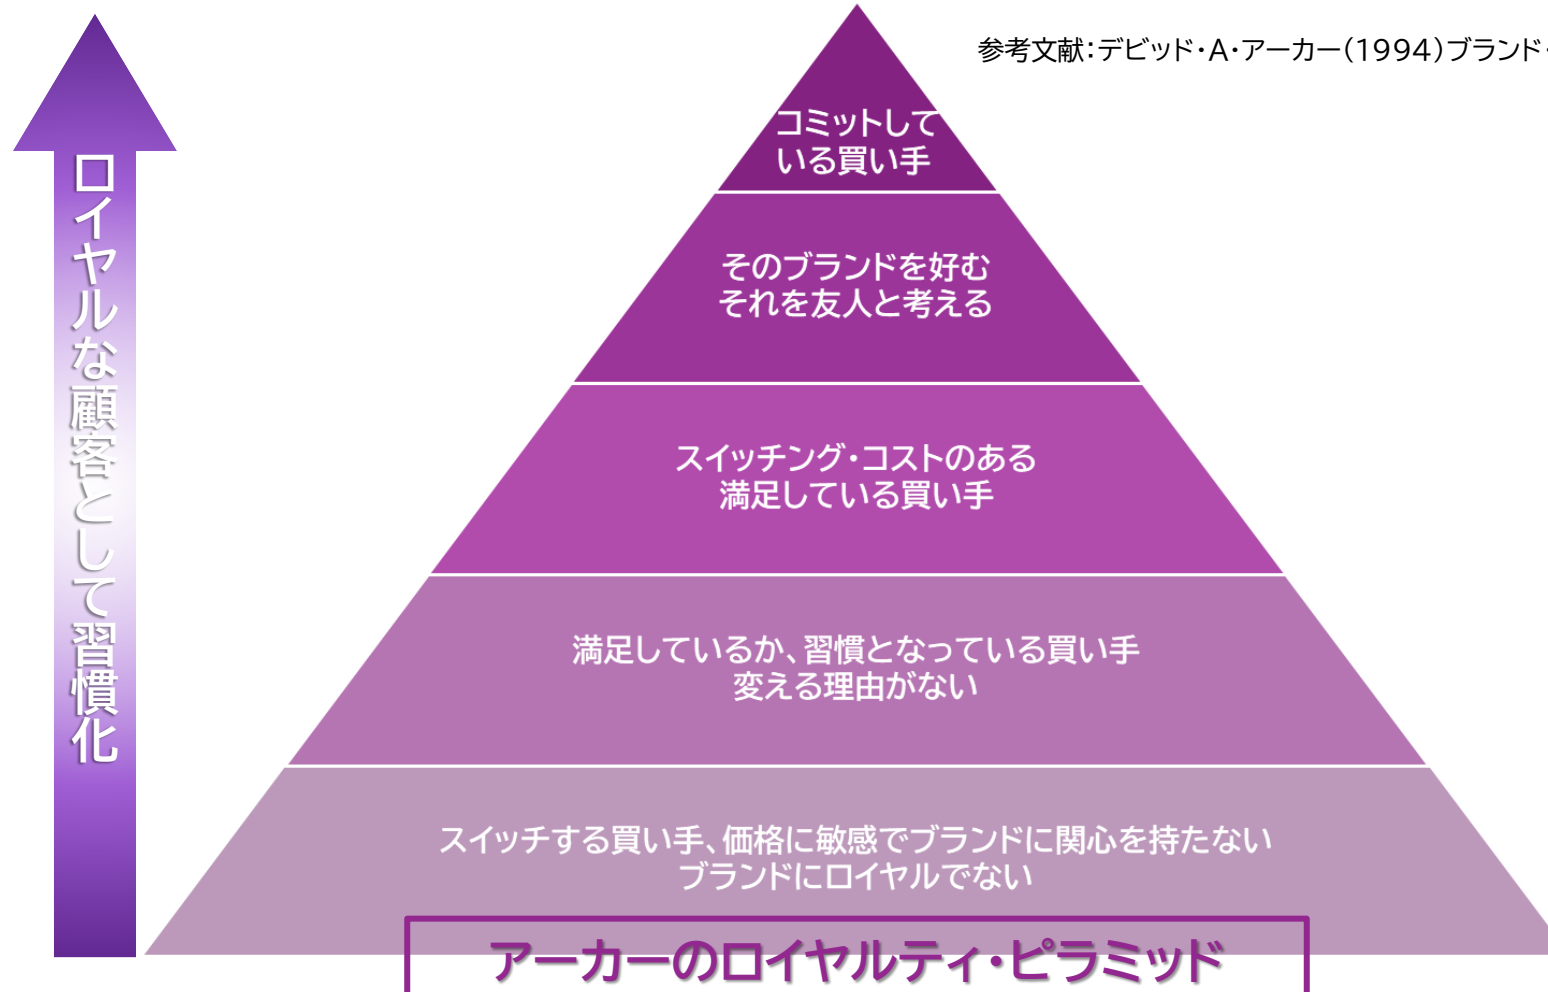 参考文献：デビッド・A・アーカー（1994）ブランド・
コミットして
いる買い手
そのブランドを好む
それを友人と考える
スイッチング・コストのある
満足している買い手
満足しているか、習慣となっている買い手
変える理由がない
スイッチする買い手、価格に敏感でブランドに関心を持たない
ブランドにロイヤルでない
アーカーのロイヤルティ・ピラミッド
ロイヤルな顧客として習慣化